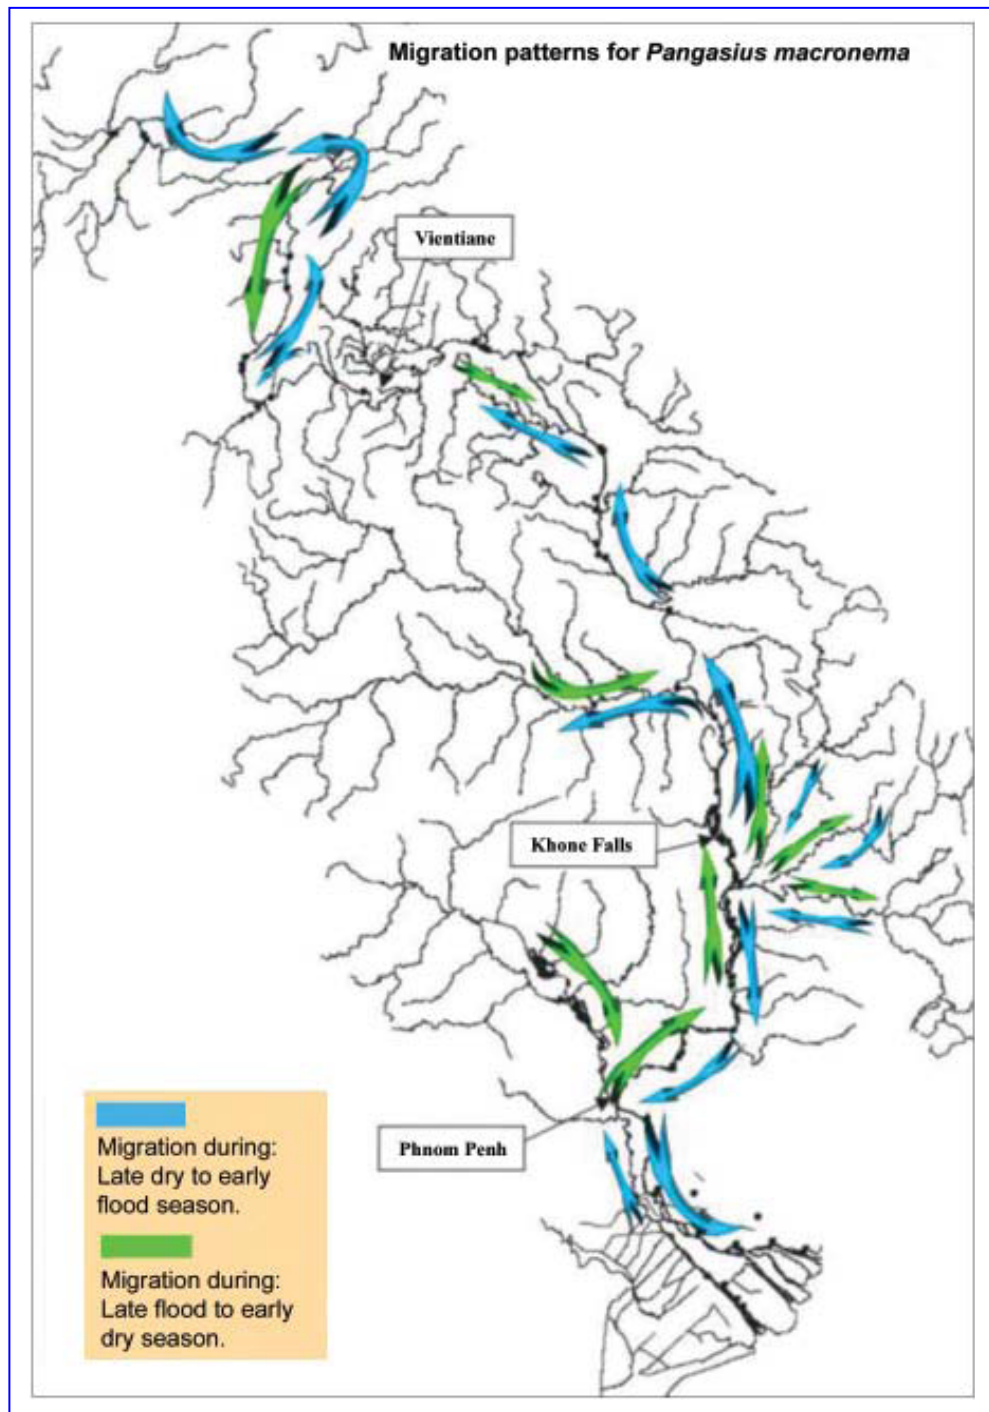 Migration patterns for Pangasius macronema
Vientiane
Khone Falls
Phnom Penh
Migration during:
Late dry to early
flood season.
Migration during:
Late flood to early
dry season.